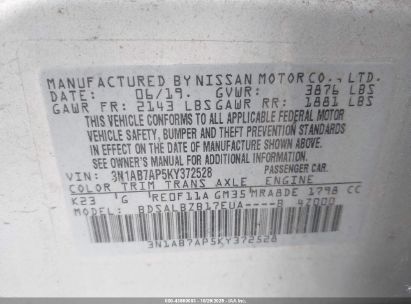 MANUFACTURED BY NISSAN MOTOR CO., LTD.
DATE: 06/19. GVWR: 3876 LBS
GAWR FR: 2143 LBS GAWR RR: 1881 LBS
THIS VEHICLE CONFORMS TO ALL APPLICABLE FEDERAL MOTOR
VEHICLE SAFETY, BUMPER AND THEFT PREVENTION STANDARDS
IN EFFECT ON THE DATE OF MANUFACTURE SHOWN ABOVE.
SEE OWNER'S MANUAL FOR ADDITIONAL INFORMATION
VIN: 3N1AB7AP5KY372528 PASSENGER CAR.
COLOR TRIM TRANS AXLE ENGINE
K23 G RE0F11A GM35 MRA8DE 1798 CC
MODEL: BDSALBZB17EUA----B 4Z000
3N1AB7AP5KY372528